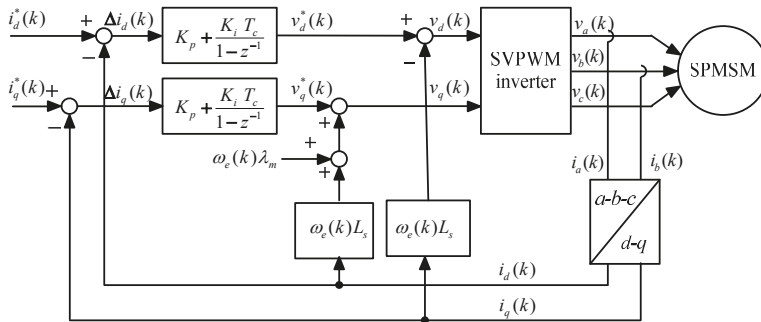 i_d^*(k) + − Δi_d(k) K_p + K_i T_c / 1−z^{-1} v_d^*(k) + − v_d(k)
SVPWM
inverter
v_a(k)
v_b(k)
v_c(k)
SPMSM
i_q^*(k) + − Δi_q(k) K_p + K_i T_c / 1−z^{-1} v_q^*(k) + + v_q(k)
ω_e(k)λ_m + +
i_a(k) i_b(k)
ω_e(k)L_s ω_e(k)L_s
a-b-c
d-q
i_d(k)
i_q(k)